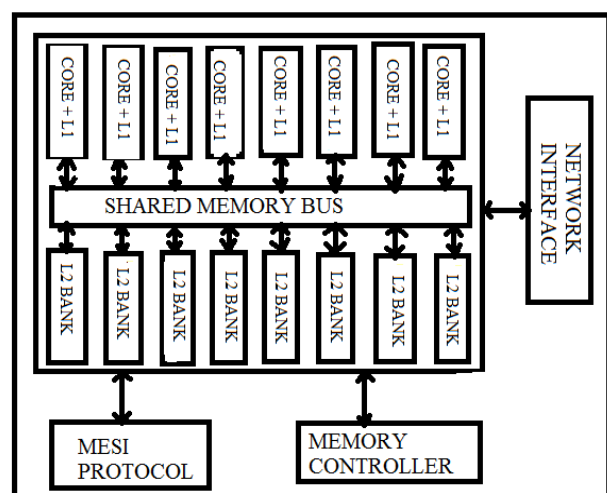 CORE + L1
CORE + L1
CORE + L1
CORE + L1
CORE + L1
CORE + L1
CORE + L1
CORE + L1
SHARED MEMORY BUS
L2 BANK
L2 BANK
L2 BANK
L2 BANK
L2 BANK
L2 BANK
L2 BANK
L2 BANK
NETWORK
INTERFACE
MESI
PROTOCOL
MEMORY
CONTROLLER